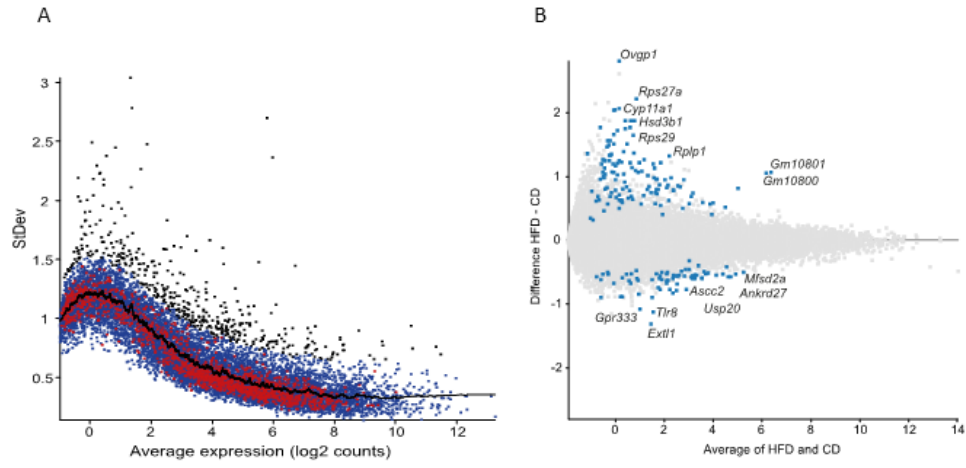 A
StDev
3
2.5
2
1.5
1
0.5
0 2 4 6 8 10 12
Average expression (log2 counts)
B
Difference HFD - CD
2
1
0
-1
-2
Ovgp1
Rps27a
Cyp11a1
Hsd3b1
Rps29
Rplp1
Gm10801
Gm10800
Mfsd2a
Ascc2
Ankrd27
Usp20
Gpr333
Tlr8
Extl1
0 2 4 6 8 10 12 14
Average of HFD and CD